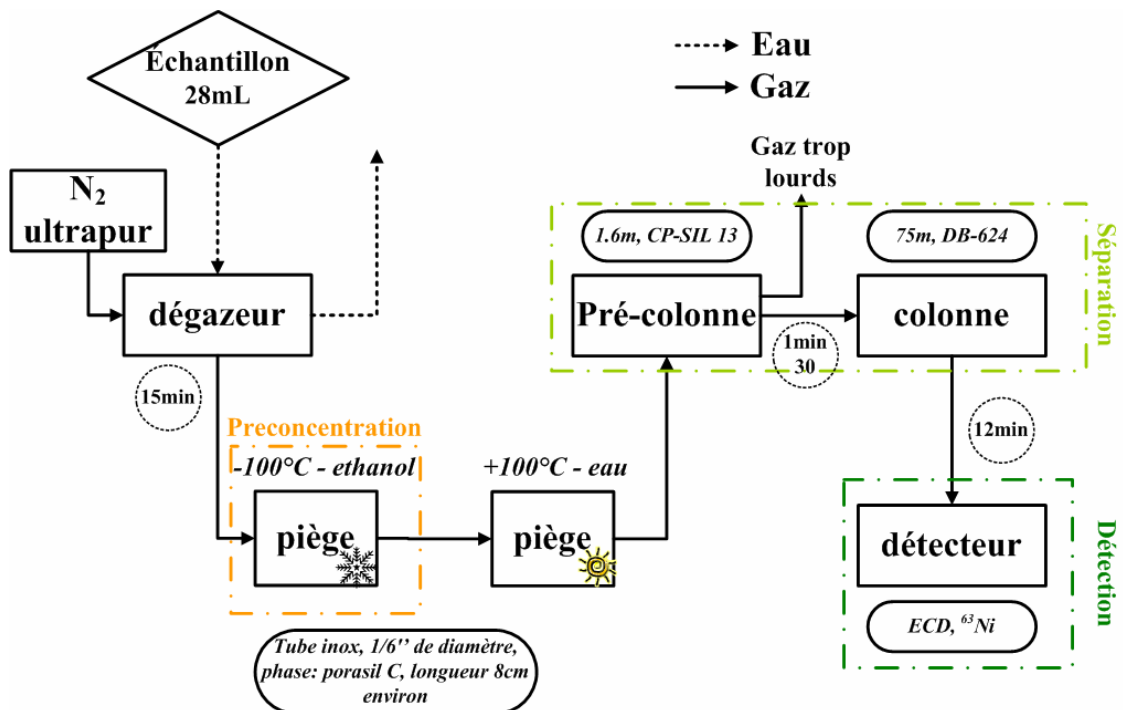 Échantillon
28mL
Eau
Gaz
N₂
ultrapur
dégazeur
15min
Preconcentration
-100°C - ethanol
piège
+100°C - eau
piège
Tube inox, 1/6’’ de diamètre,
phase: porasil C, longueur 8cm
environ
Gaz trop
lourds
1.6m, CP-SIL 13
75m, DB-624
Pré-colonne
1min
30
colonne
Séparation
12min
détecteur
ECD, ⁶³Ni
Détection